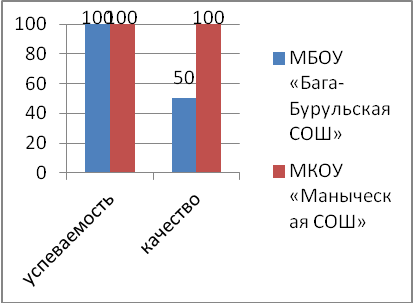 100 100
100
50
100
80
60
40
20
0
успеваемость
качество
МБОУ
«Бага-
Бурульская
СОШ»
МКОУ
«Маныческ
ая СОШ»